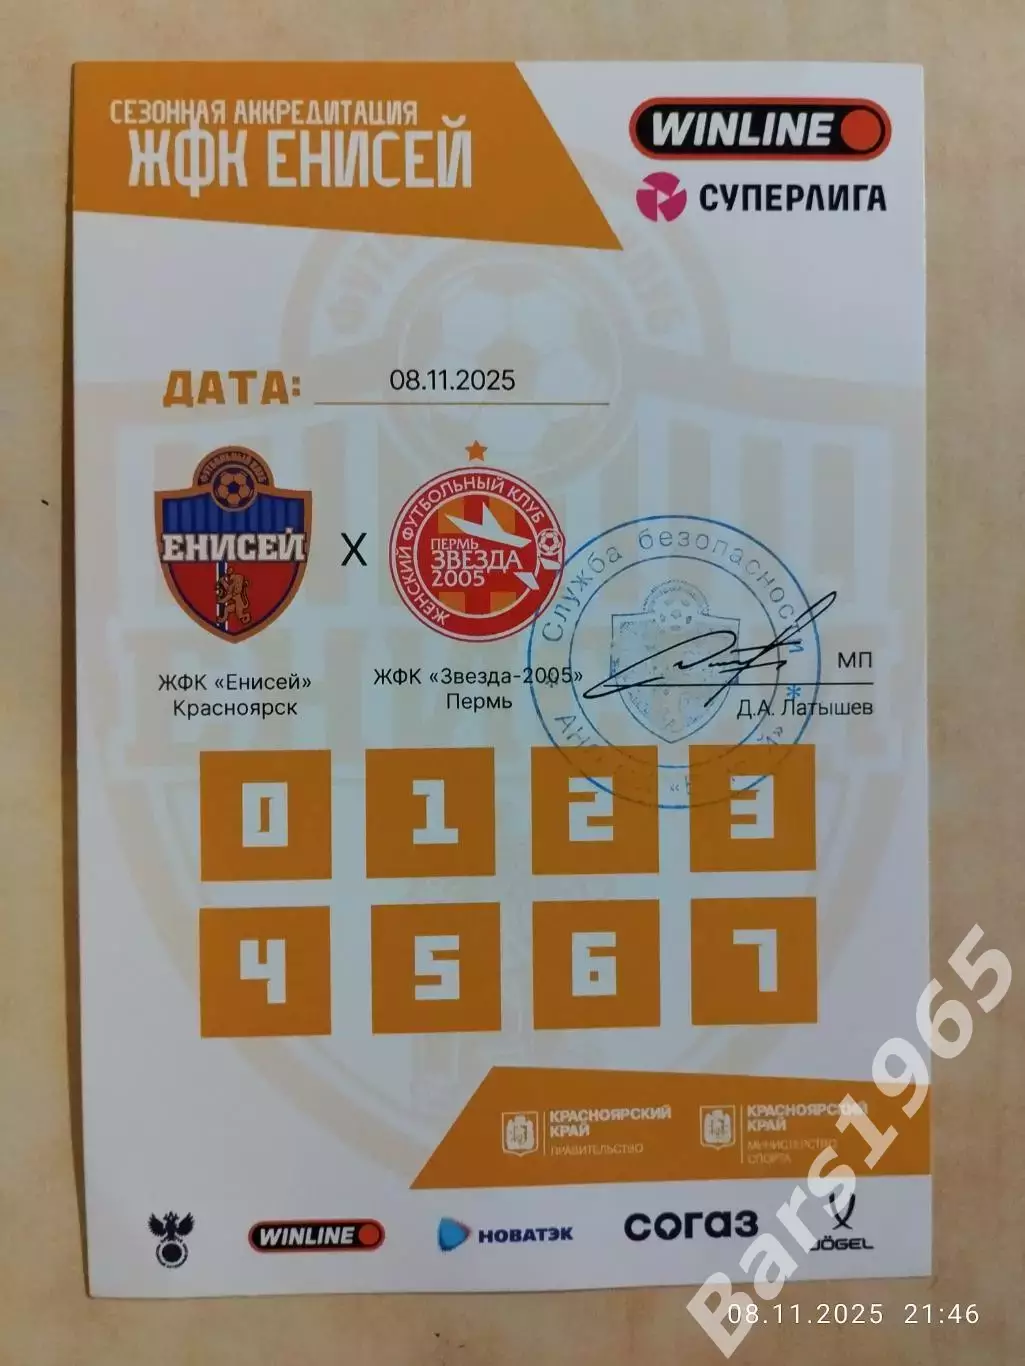 СЕЗОННАЯ АККРЕДИТАЦИЯ
ЖФК ЕНИСЕЙ
WINLINE
СУПЕРЛИГА
ДАТА: 08.11.2025
ФУТБОЛЬНЫЙ КЛУБ
ЕНИСЕЙ
X
ЖЕНСКИЙ ФУТБОЛЬНЫЙ КЛУБ
ПЕРМЬ
ЗВЕЗДА
2005
Служба безопасности
МП
Д.А. Латышев
ЖФК «Енисей»
Красноярск
ЖФК «Звезда-2005»
Пермь
0 1 2 3
4 5 6 7
КРАСНОЯРСКИЙ
КРАЙ
ПРАВИТЕЛЬСТВО
КРАСНОЯРСКИЙ
КРАЙ
МИНИСТЕРСТВО
СПОРТА
WINLINE
НОВАТЭК
СОГАЗ
JÖGEL
Bars1965
08.11.2025 21:46